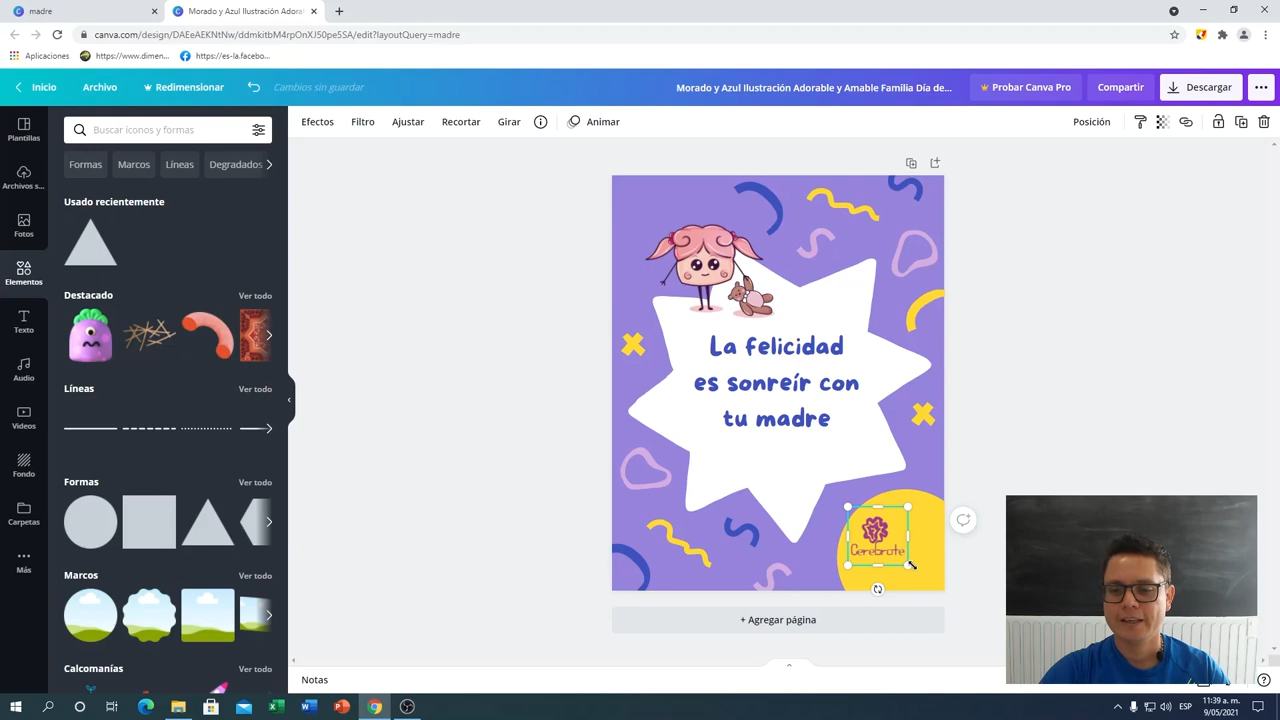 madre
Morado y Azul Ilustración Adorab
canva.com/design/DAEeAEKNtNw/ddmkitbM4rpOnXJ50pe5SA/edit?layoutQuery=madre
Aplicaciones
https://www.dimen...
https://es-la.facebo...
Inicio
Archivo
Redimensionar
Cambios sin guardar
Morado y Azul Ilustración Adorable y Amable Familia Día de...
Probar Canva Pro
Compartir
Descargar
Efectos
Filtro
Ajustar
Recortar
Girar
Animar
Posición
Plantillas
Archivos s...
Fotos
Elementos
Texto
Audio
Videos
Fondo
Carpetas
Más
Buscar íconos y formas
Formas
Marcos
Líneas
Degradados
Usado recientemente
Destacado
Ver todo
Líneas
Ver todo
Formas
Ver todo
Marcos
Ver todo
Calcomanías
Ver todo
La felicidad
es sonreír con
tu madre
Cerebrate
+ Agregar página
Notas
ESP
11:39 a. m.
9/05/2021